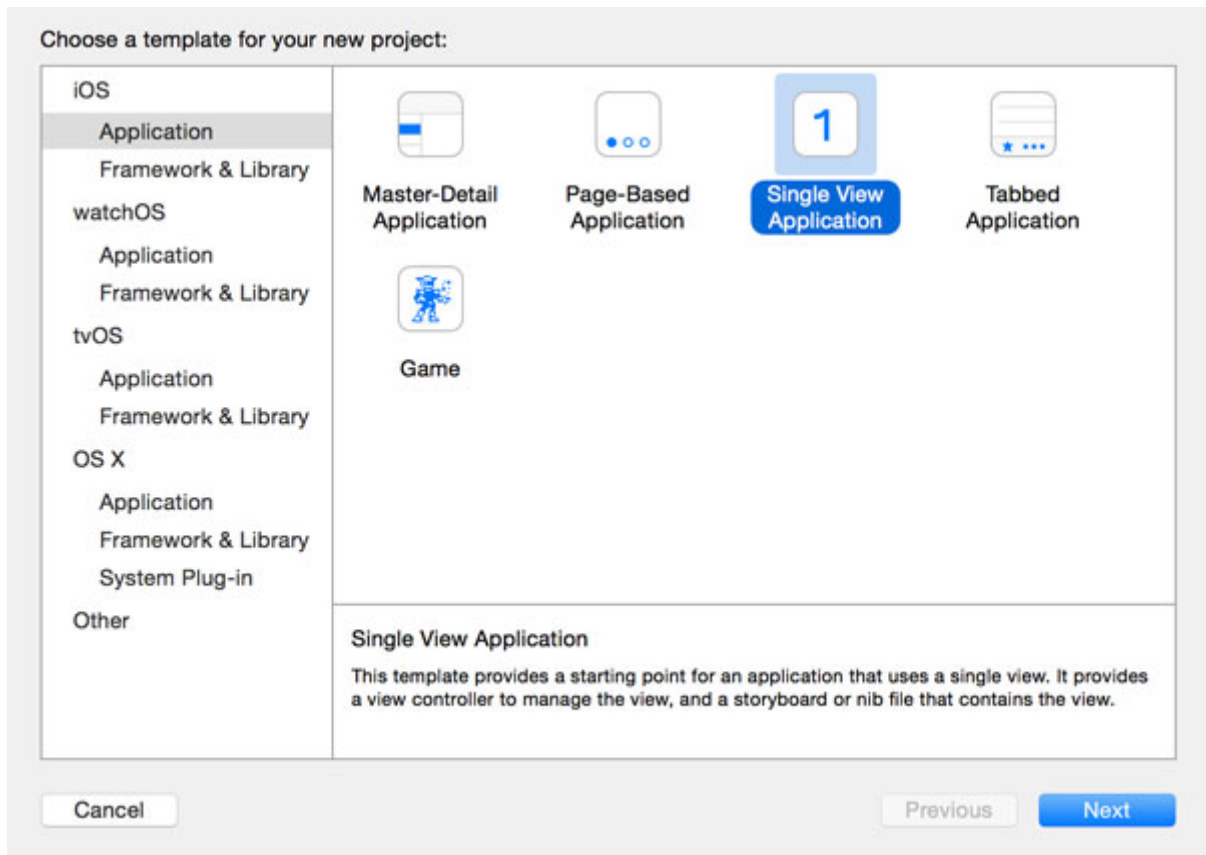 Choose a template for your new project:
iOS
Application
Framework & Library
watchOS
Application
Framework & Library
tvOS
Application
Framework & Library
OS X
Application
Framework & Library
System Plug-in
Other
Master-Detail
Application
Page-Based
Application
1
Single View
Application
Tabbed
Application
Game
Single View Application
This template provides a starting point for an application that uses a single view. It provides
a view controller to manage the view, and a storyboard or nib file that contains the view.
Cancel
Previous
Next